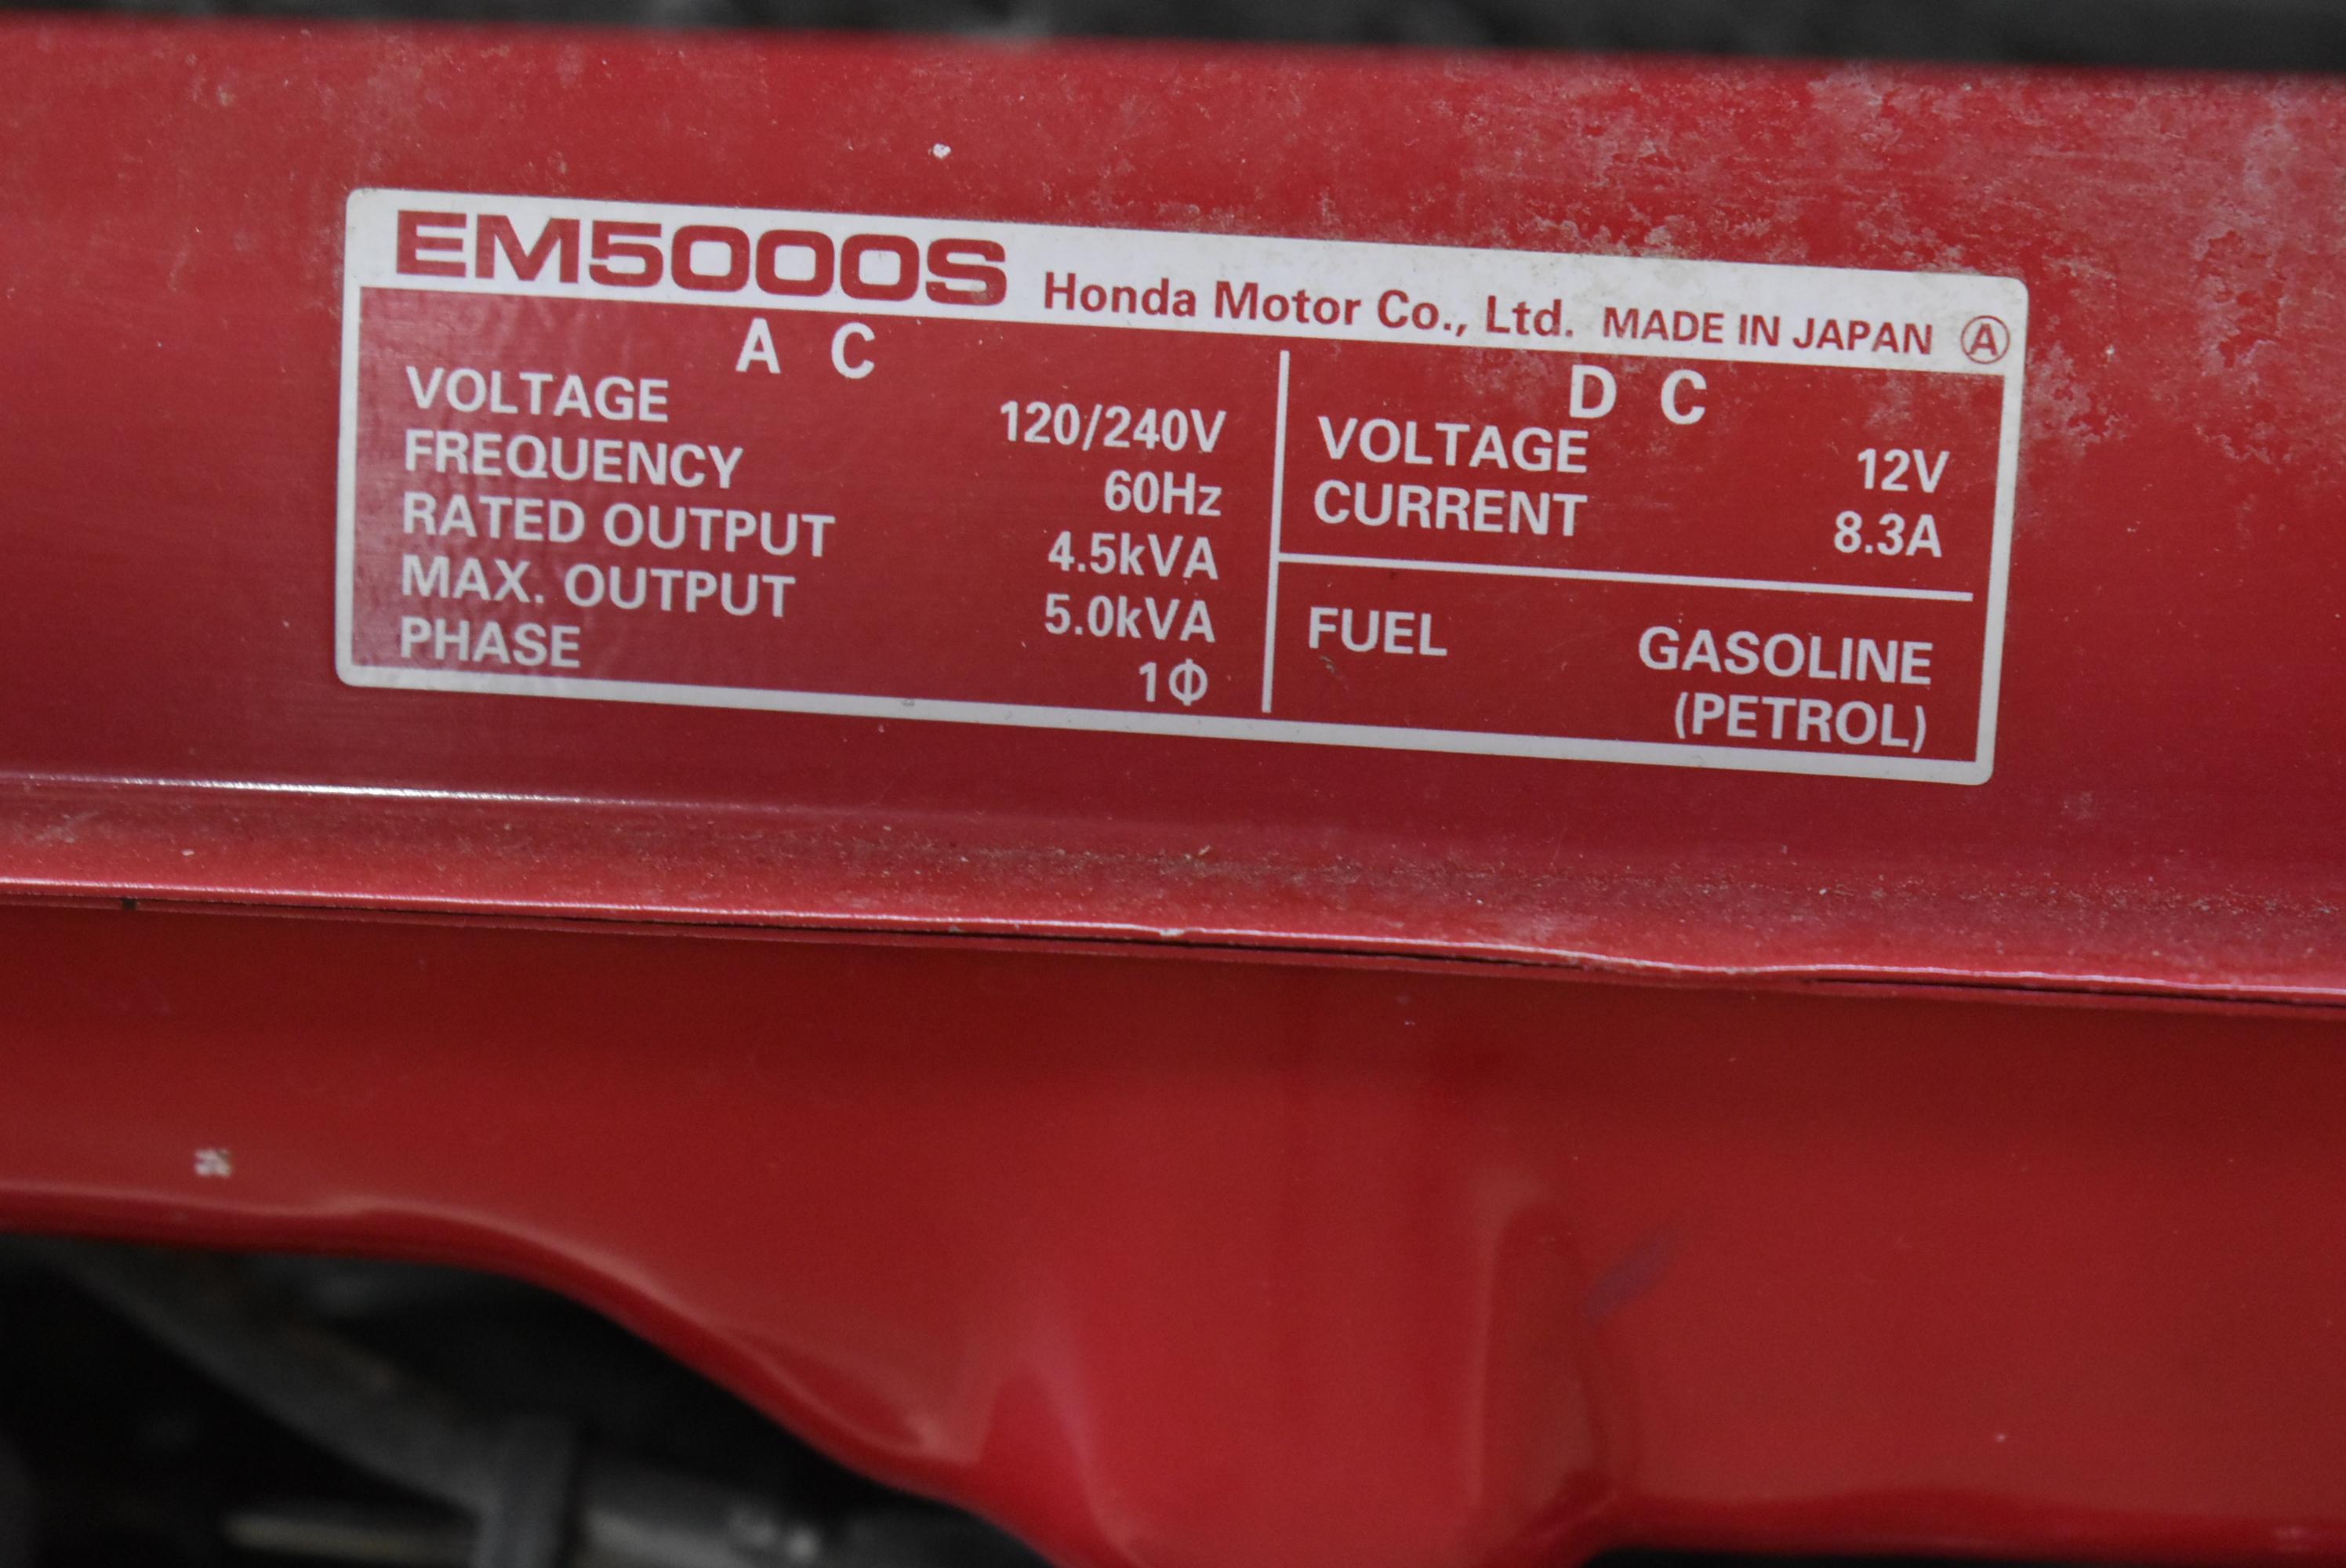 EM5000S Honda Motor Co., Ltd. MADE IN JAPAN Ⓐ
A C
VOLTAGE 120/240V
FREQUENCY 60Hz
RATED OUTPUT 4.5kVA
MAX. OUTPUT 5.0kVA
PHASE 1Φ
D C
VOLTAGE 12V
CURRENT 8.3A
FUEL GASOLINE
(PETROL)